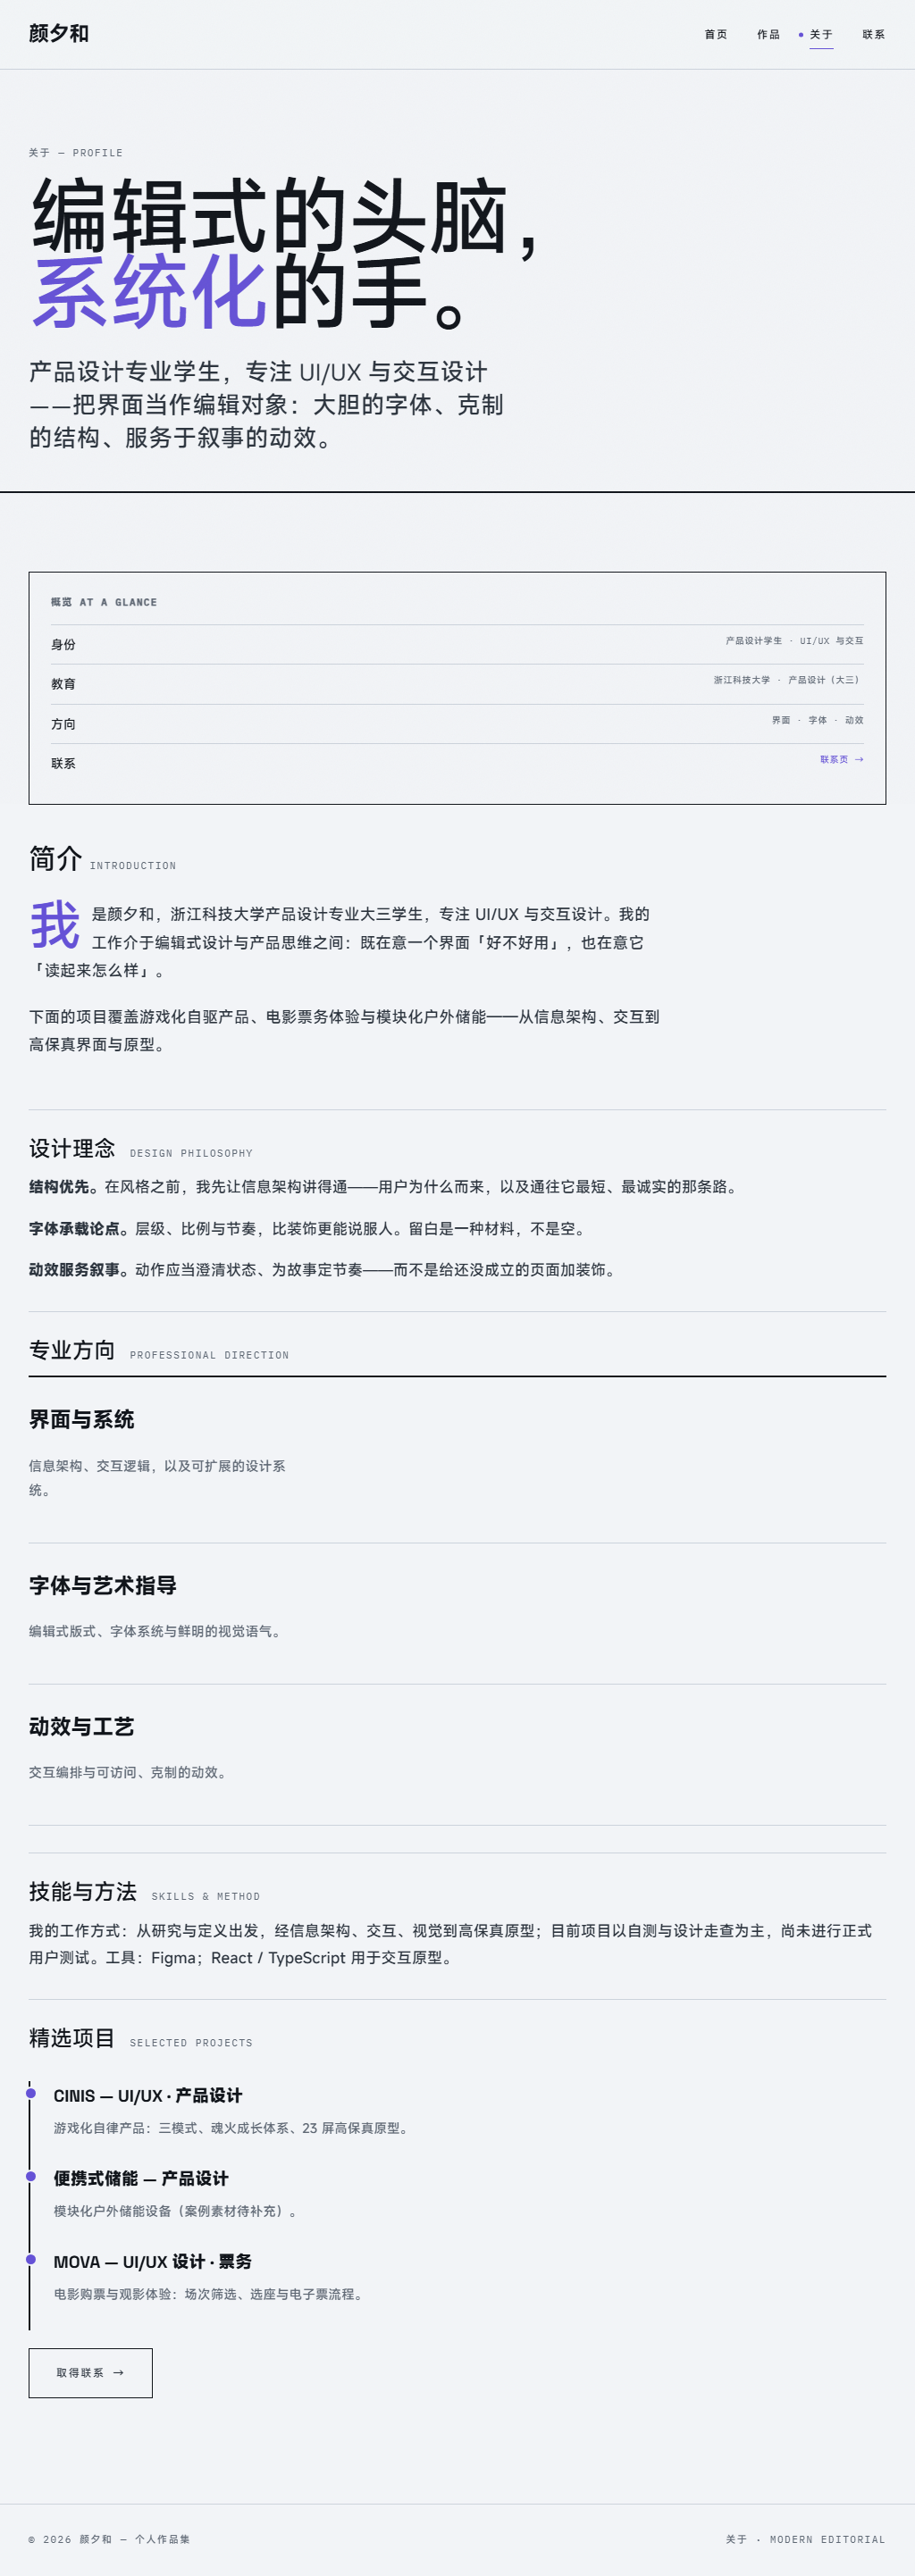 颜夕和
首页 作品 关于 联系
关于 — PROFILE
编辑式的头脑，
系统化的手。
产品设计专业学生，专注 UI/UX 与交互设计
——把界面当作编辑对象：大胆的字体、克制
的结构、服务于叙事的动效。
概览 AT A GLANCE
身份 产品设计学生 · UI/UX 与交互
教育 浙江科技大学 · 产品设计（大三）
方向 界面 · 字体 · 动效
联系 联系页 →
简介 INTRODUCTION
我是颜夕和，浙江科技大学产品设计专业大三学生，专注 UI/UX 与交互设计。我的
工作介于编辑式设计与产品思维之间：既在意一个界面「好不好用」，也在意它
「读起来怎么样」。
下面的项目覆盖游戏化自驱产品、电影票务体验与模块化户外储能——从信息架构、交互到
高保真界面与原型。
设计理念 DESIGN PHILOSOPHY
结构优先。在风格之前，我先让信息架构讲得通——用户为什么而来，以及通往它最短、最诚实的那条路。
字体承载论点。层级、比例与节奏，比装饰更能说服人。留白是一种材料，不是空。
动效服务叙事。动作应当澄清状态、为故事定节奏——而不是给还没成立的页面加装饰。
专业方向 PROFESSIONAL DIRECTION
界面与系统
信息架构、交互逻辑，以及可扩展的设计系
统。
字体与艺术指导
编辑式版式、字体系统与鲜明的视觉语气。
动效与工艺
交互编排与可访问、克制的动效。
技能与方法 SKILLS & METHOD
我的工作方式：从研究与定义出发，经信息架构、交互、视觉到高保真原型；目前项目以自测与设计走查为主，尚未进行正式
用户测试。工具：Figma；React / TypeScript 用于交互原型。
精选项目 SELECTED PROJECTS
CINIS — UI/UX · 产品设计
游戏化自律产品：三模式、魂火成长体系、23 屏高保真原型。
便携式储能 — 产品设计
模块化户外储能设备（案例素材待补充）。
MOVA — UI/UX 设计 · 票务
电影购票与观影体验：场次筛选、选座与电子票流程。
取得联系 →
© 2026 颜夕和 — 个人作品集
关于 · MODERN EDITORIAL